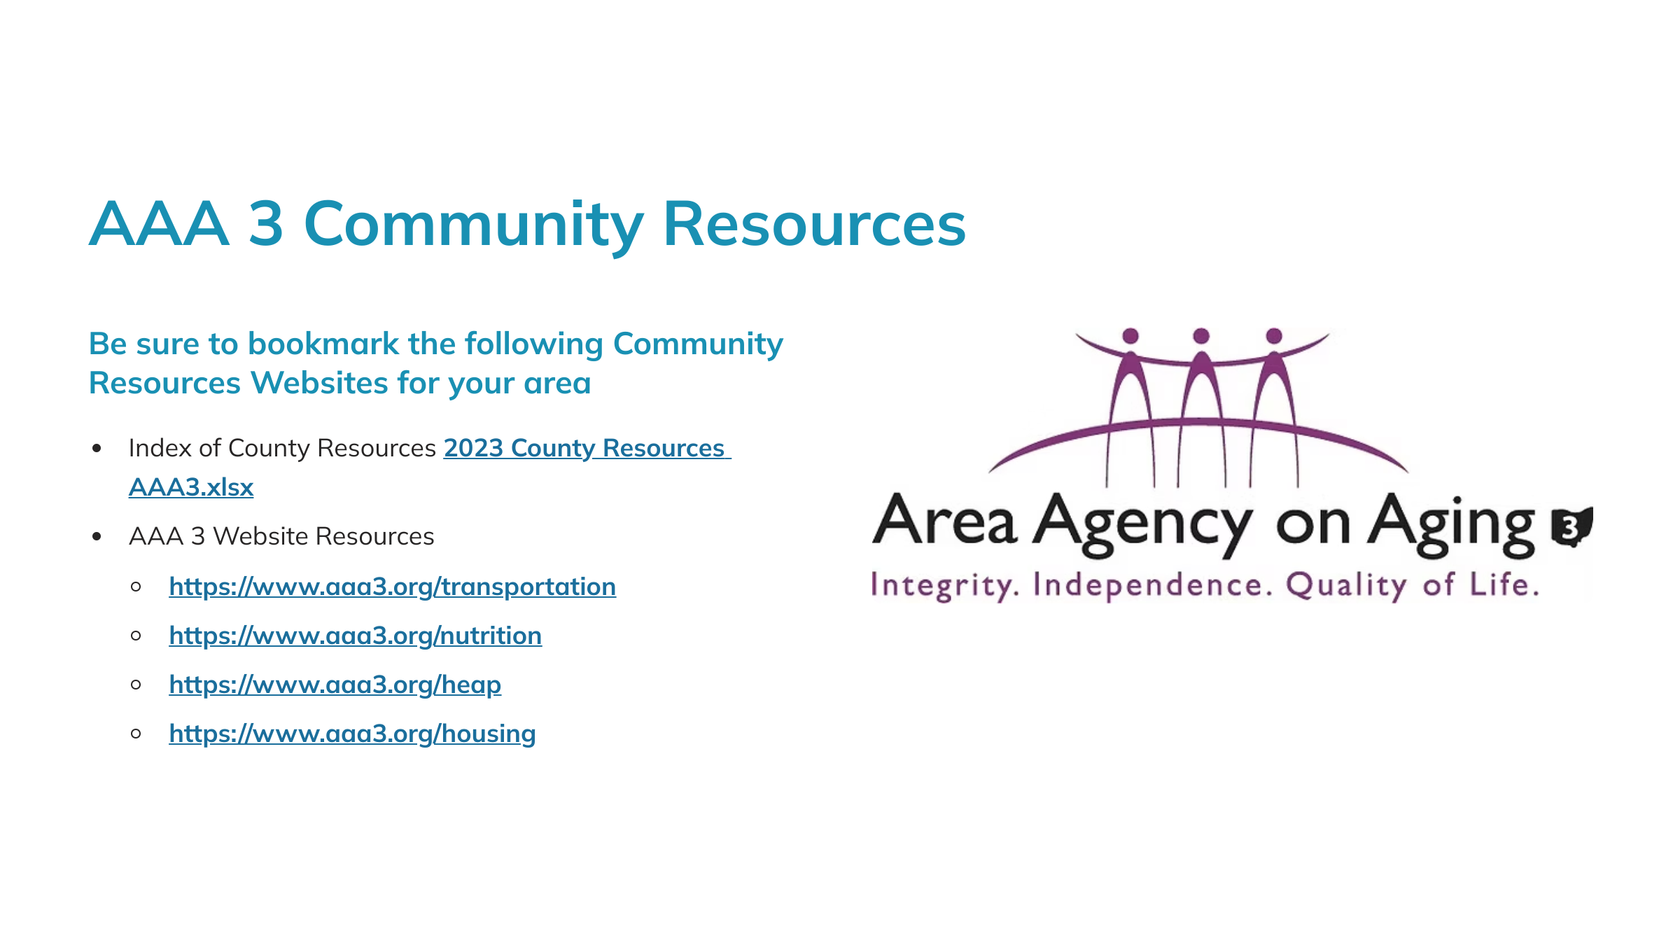 AAA 3 Community Resources
Be sure to bookmark the following Community
Resources Websites for your area
• Index of County Resources 2023 County Resources
AAA3.xlsx
• AAA 3 Website Resources
○ https://www.aaa3.org/transportation
○ https://www.aaa3.org/nutrition
○ https://www.aaa3.org/heap
○ https://www.aaa3.org/housing
Area Agency on Aging 3
Integrity. Independence. Quality of Life.